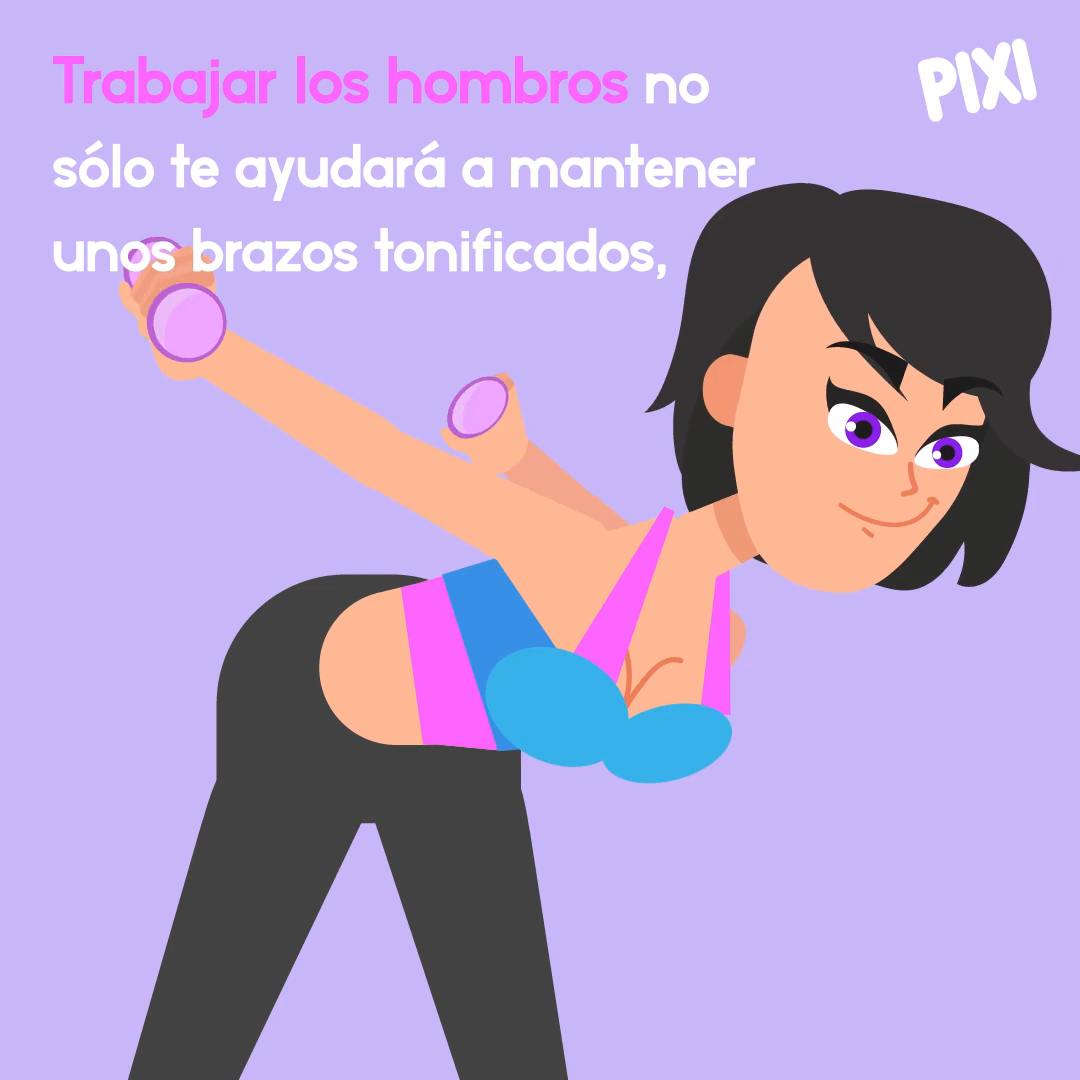 Trabajar los hombros no
PIXI
sólo te ayudará a mantener
unos brazos tonificados,